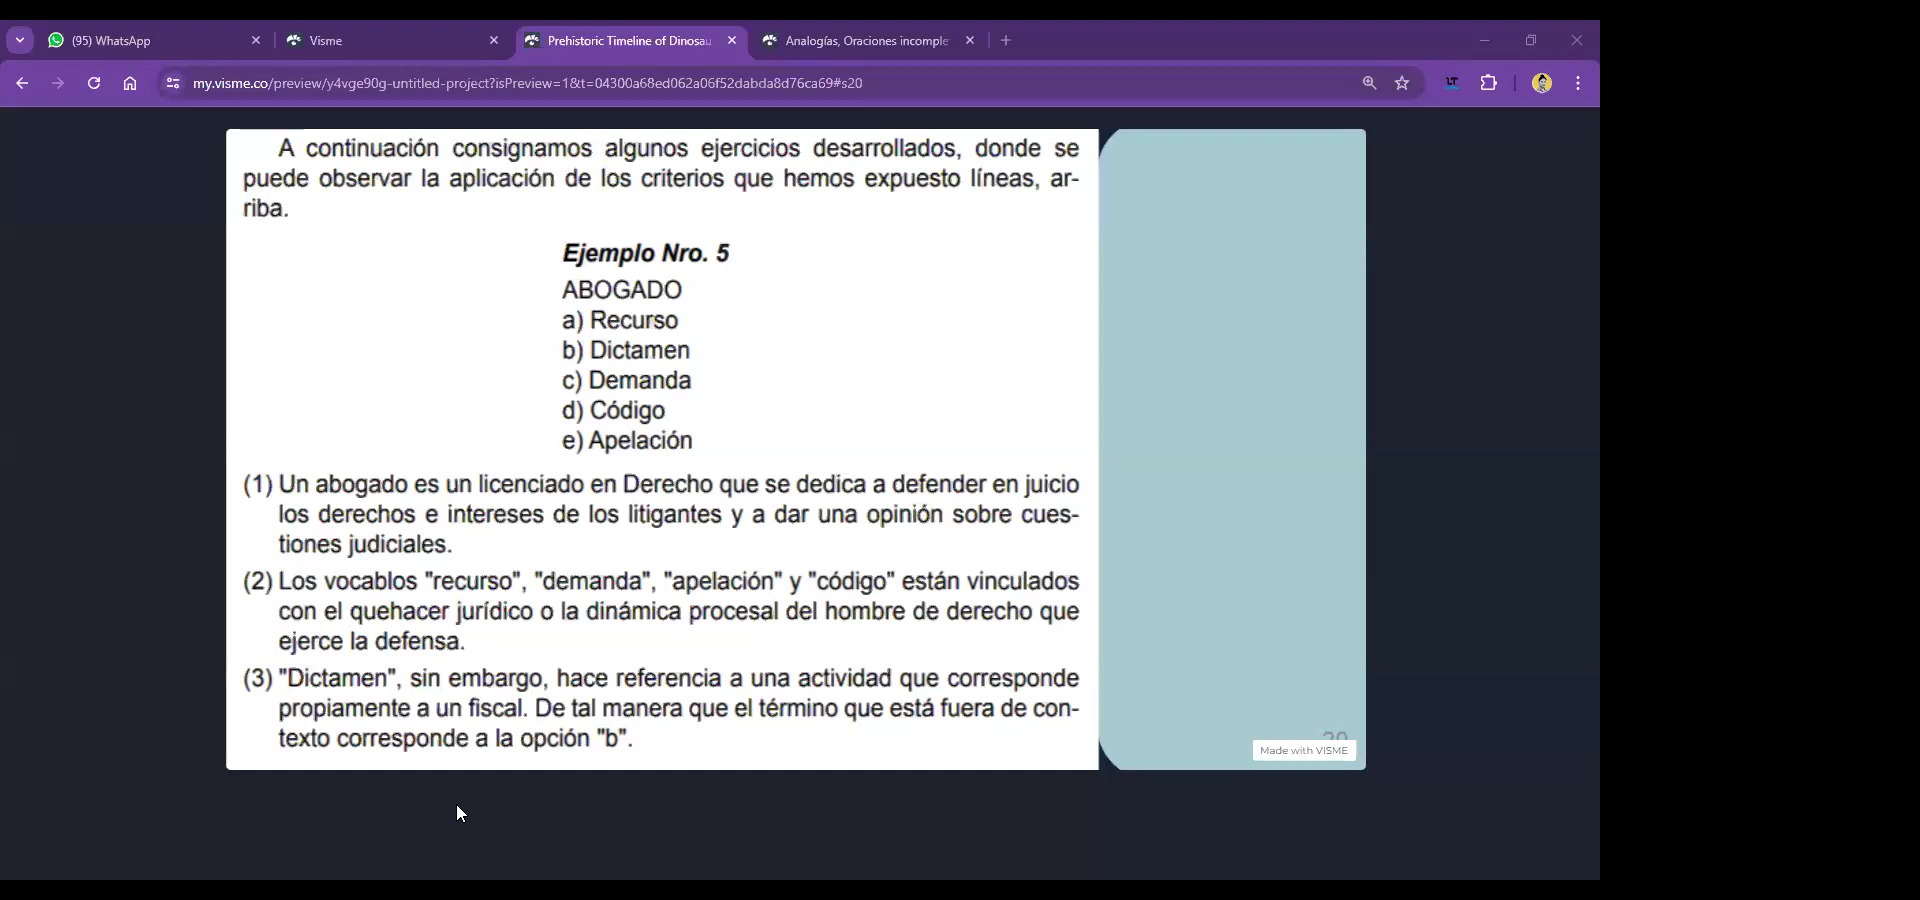 (95) WhatsApp
Visme
Prehistoric Timeline of Dinosau
Analogías, Oraciones incomple
my.visme.co/preview/y4vge90g-untitled-project?isPreview=1&t=04300a68ed062a06f52dabda8d76ca69#s20
A continuación consignamos algunos ejercicios desarrollados, donde se
puede observar la aplicación de los criterios que hemos expuesto líneas, ar-
riba.
Ejemplo Nro. 5
ABOGADO
a) Recurso
b) Dictamen
c) Demanda
d) Código
e) Apelación
(1) Un abogado es un licenciado en Derecho que se dedica a defender en juicio
los derechos e intereses de los litigantes y a dar una opinión sobre cues-
tiones judiciales.
(2) Los vocablos "recurso", "demanda", "apelación" y "código" están vinculados
con el quehacer jurídico o la dinámica procesal del hombre de derecho que
ejerce la defensa.
(3) "Dictamen", sin embargo, hace referencia a una actividad que corresponde
propiamente a un fiscal. De tal manera que el término que está fuera de con-
texto corresponde a la opción "b".
Made with VISME